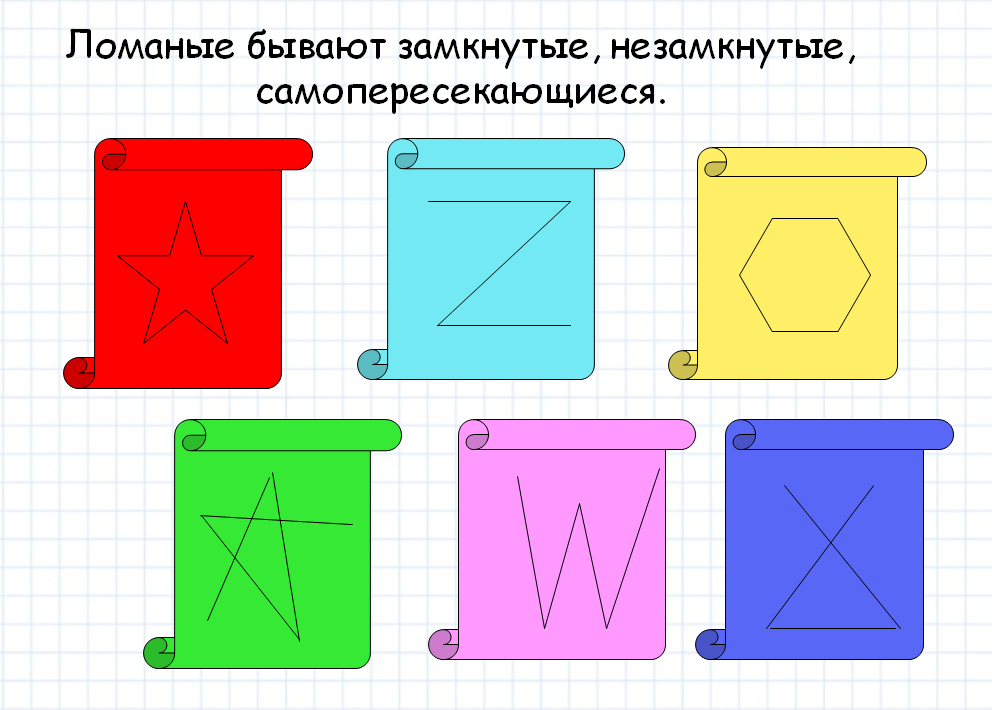 Ломаные бывают замкнутые, незамкнутые,
самопересекающиеся.